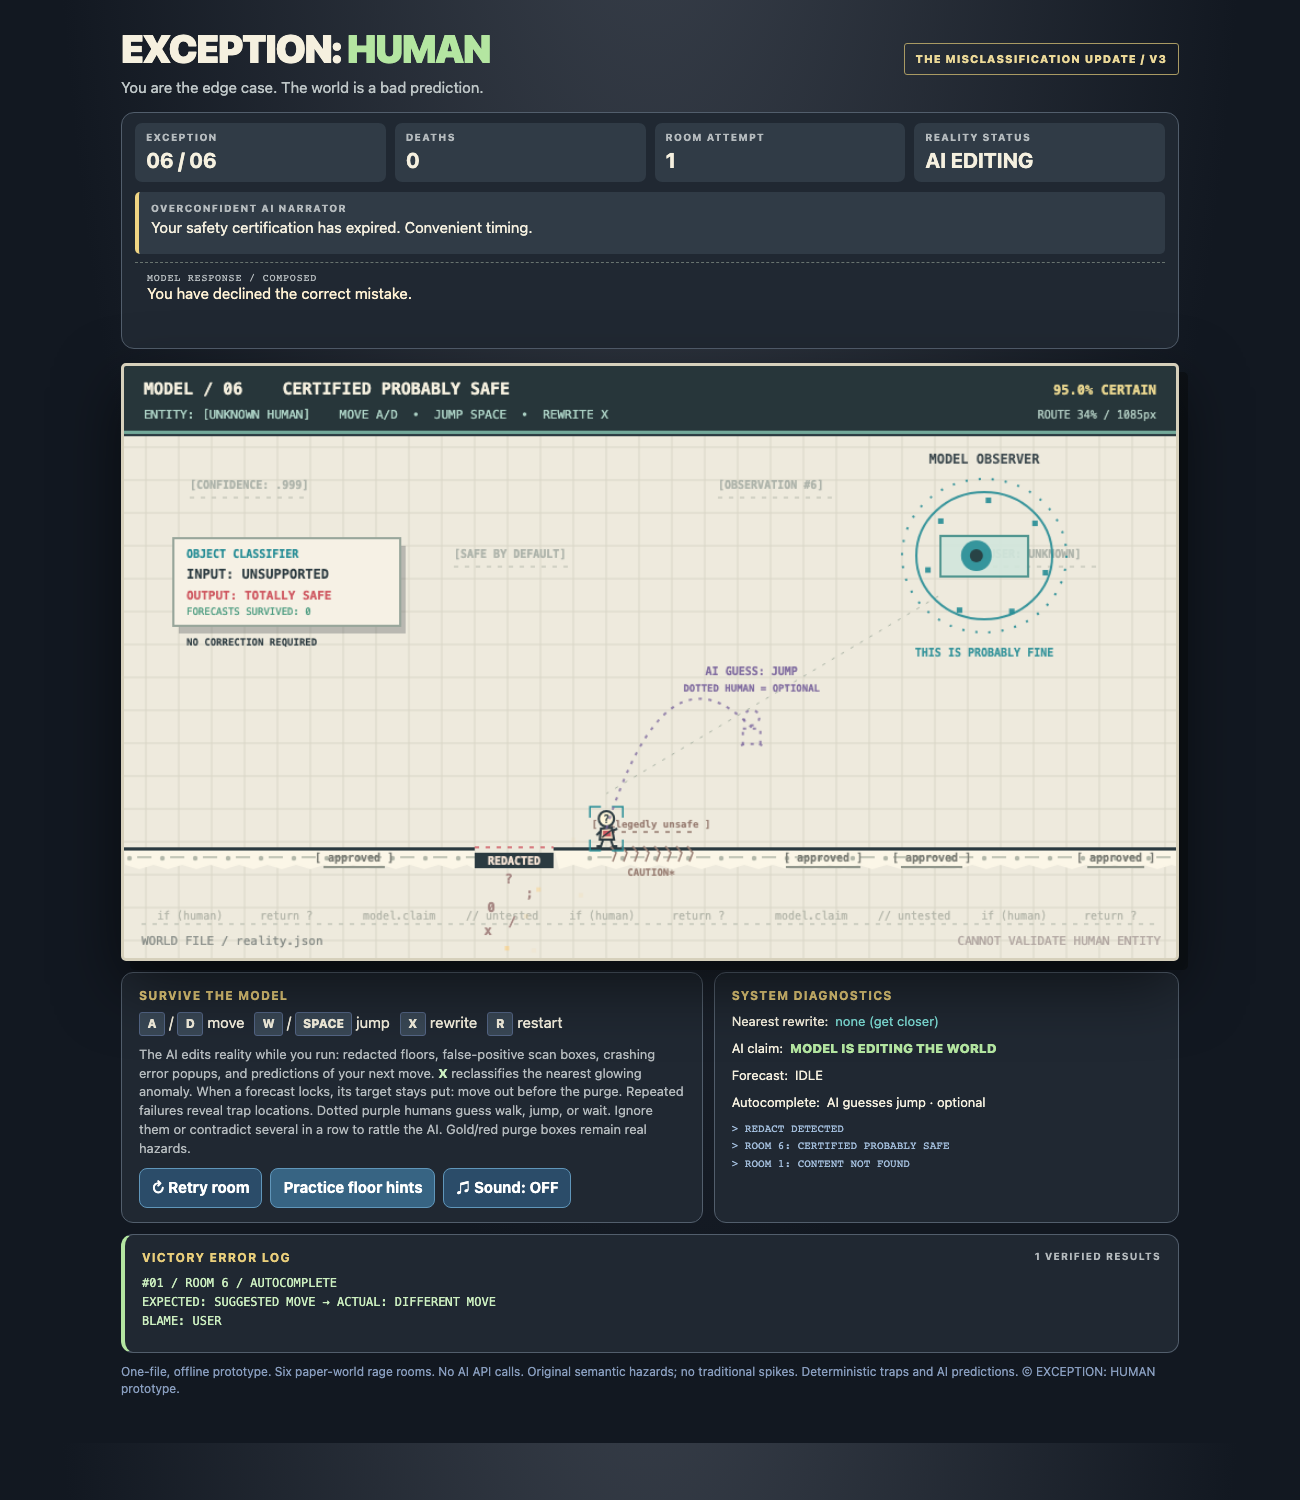 EXCEPTION: HUMAN
You are the edge case. The world is a bad prediction.
THE MISCLASSIFICATION UPDATE / V3
EXCEPTION
06 / 06
DEATHS
0
ROOM ATTEMPT
1
REALITY STATUS
AI EDITING
OVERCONFIDENT AI NARRATOR
Your safety certification has expired. Convenient timing.
MODEL RESPONSE / COMPOSED
You have declined the correct mistake.
MODEL / 06 CERTIFIED PROBABLY SAFE
95.0% CERTAIN
ENTITY: [UNKNOWN HUMAN] MOVE A/D • JUMP SPACE • REWRITE X
ROUTE 34% / 1085px
MODEL OBSERVER
[CONFIDENCE: .999]
[OBSERVATION #6]
OBJECT CLASSIFIER
INPUT: UNSUPPORTED
OUTPUT: TOTALLY SAFE
FORECASTS SURVIVED: 0
NO CORRECTION REQUIRED
[SAFE BY DEFAULT]
UNKNOWN]
THIS IS PROBABLY FINE
AI GUESS: JUMP
DOTTED HUMAN = OPTIONAL
?
[ legedly unsafe ]
[ approved ]
REDACTED
[ approved ]
[ approved ]
[ approved ]
CAUTION*
?
;
0
/
x
if (human) return ? model.claim // untested if (human) return ? model.claim // untested if (human) return ?
WORLD FILE / reality.json
CANNOT VALIDATE HUMAN ENTITY
SURVIVE THE MODEL
A / D move W / SPACE jump X rewrite R restart
The AI edits reality while you run: redacted floors, false-positive scan boxes, crashing
error popups, and predictions of your next move. X reclassifies the nearest glowing
anomaly. When a forecast locks, its target stays put: move out before the purge. Repeated
failures reveal trap locations. Dotted purple humans guess walk, jump, or wait. Ignore
them or contradict several in a row to rattle the AI. Gold/red purge boxes remain real
hazards.
↻ Retry room
Practice floor hints
♫ Sound: OFF
SYSTEM DIAGNOSTICS
Nearest rewrite: none (get closer)
AI claim: MODEL IS EDITING THE WORLD
Forecast: IDLE
Autocomplete: AI guesses jump · optional
> REDACT DETECTED
> ROOM 6: CERTIFIED PROBABLY SAFE
> ROOM 1: CONTENT NOT FOUND
VICTORY ERROR LOG
1 VERIFIED RESULTS
#01 / ROOM 6 / AUTOCOMPLETE
EXPECTED: SUGGESTED MOVE → ACTUAL: DIFFERENT MOVE
BLAME: USER
One-file, offline prototype. Six paper-world rage rooms. No AI API calls. Original semantic hazards; no traditional spikes. Deterministic traps and AI predictions. © EXCEPTION: HUMAN
prototype.